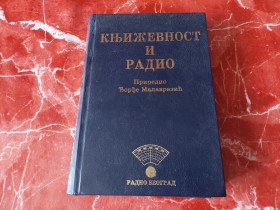 КЊИЖЕВНОСТ
И
РАДИО
Приредио
Ђорђе Малавразић
РАДИО БЕОГРАД